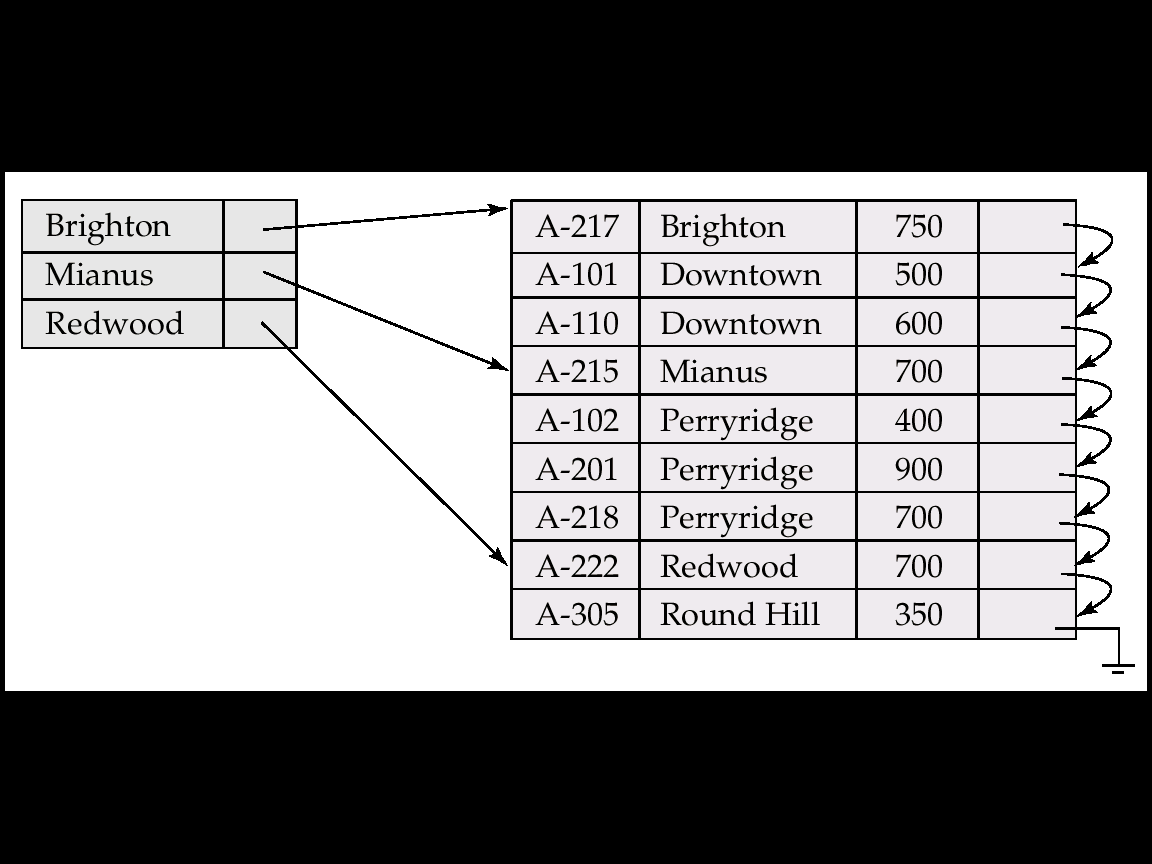 Brighton
Mianus
Redwood
A-217 Brighton 750
A-101 Downtown 500
A-110 Downtown 600
A-215 Mianus 700
A-102 Perryridge 400
A-201 Perryridge 900
A-218 Perryridge 700
A-222 Redwood 700
A-305 Round Hill 350